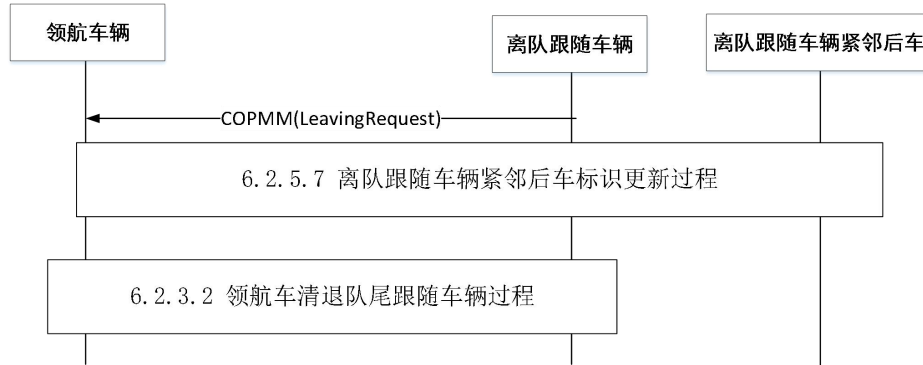 领航车辆
离队跟随车辆
离队跟随车辆紧邻后车
COPMM(LeavingRequest)
6.2.5.7 离队跟随车辆紧邻后车标识更新过程
6.2.3.2 领航车清退队尾跟随车辆过程